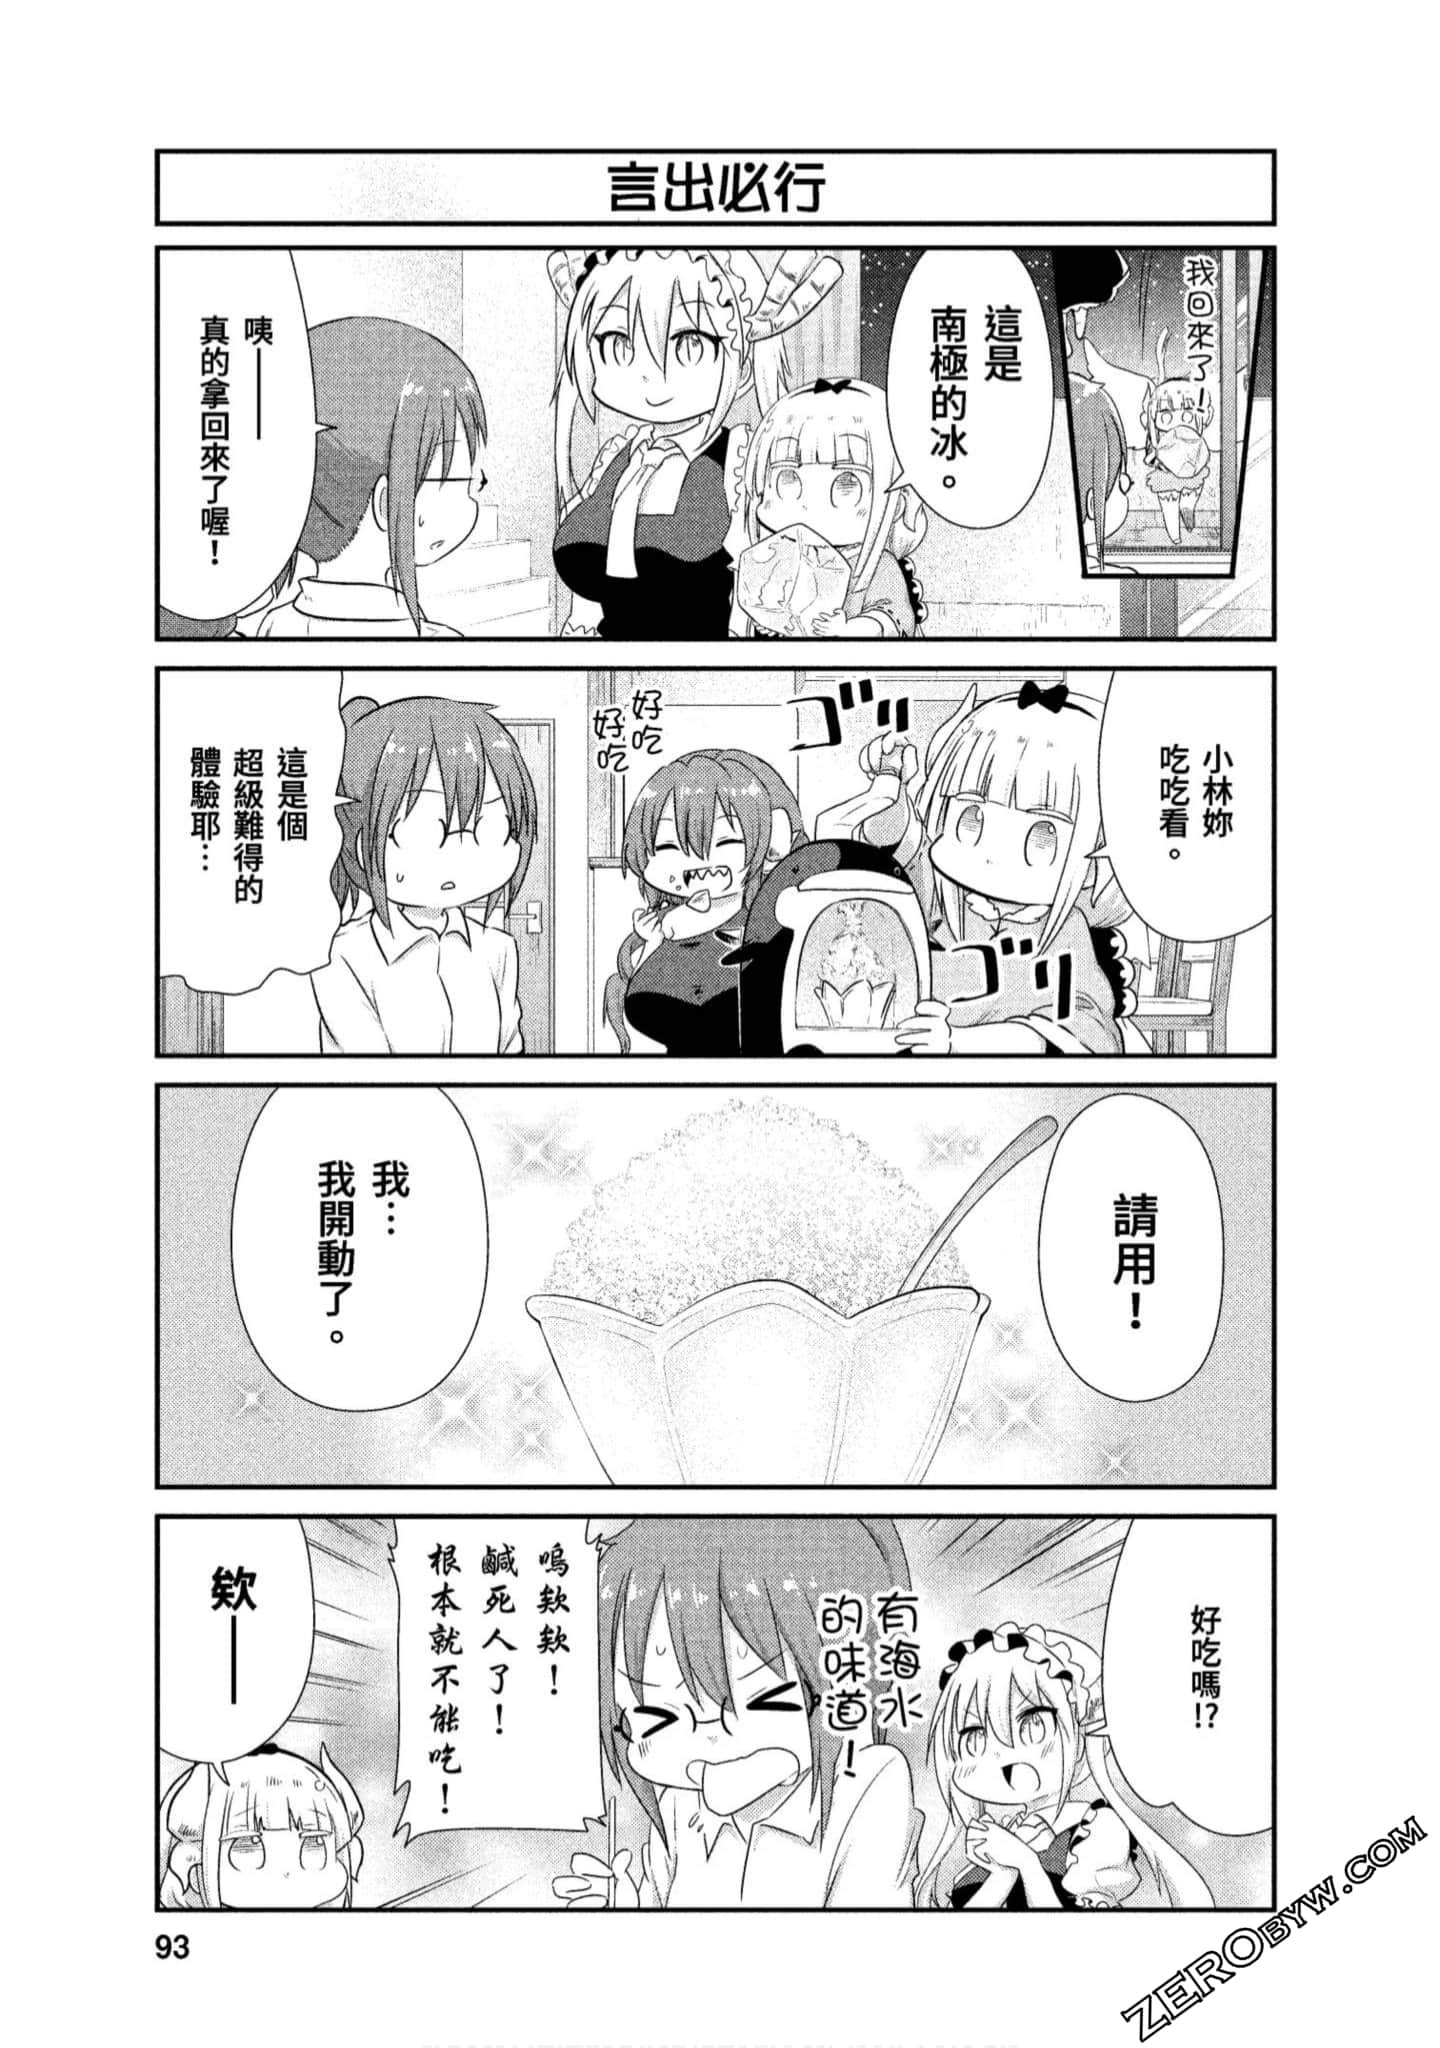 言出必行
我回來了！
這是
南極的冰。
咦——
真的拿回來了喔！
小林妳
吃吃看。
ゴリ
ゴリ
好吃
好吃
這是個
超級難得的
體驗耶…
請用！
我…
我開動了。
好吃嗎!?
有海水
的味道！
嗚欸欸！
鹹死人了！
根本就不能吃！
欸——
93
ZEROBYW.COM